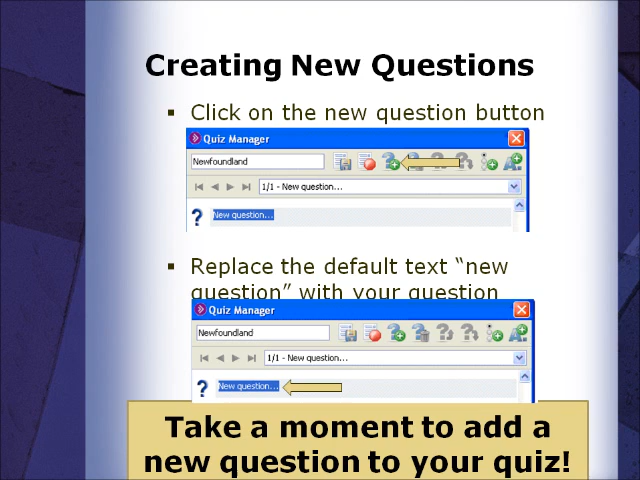 Creating New Questions
▪ Click on the new question button
Quiz Manager
Newfoundland
1/1 - New question...
? New question...
▪ Replace the default text “new
question” with your question
Quiz Manager
Newfoundland
1/1 - New question...
? New question...
Take a moment to add a
new question to your quiz!